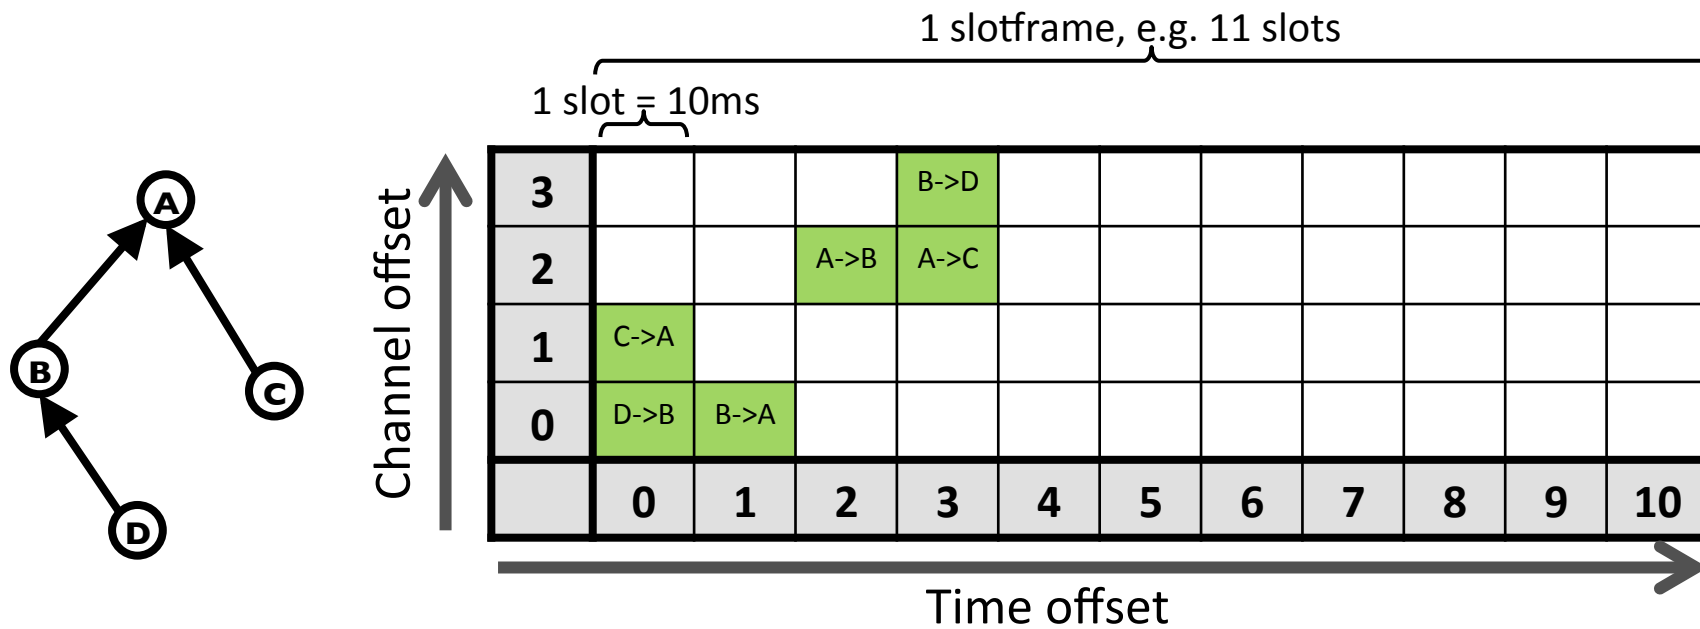 1 slotframe, e.g. 11 slots
1 slot = 10ms
A
B
C
D
Channel offset
3 B->D
2 A->B A->C
1 C->A
0 D->B B->A
0 1 2 3 4 5 6 7 8 9 10
Time offset